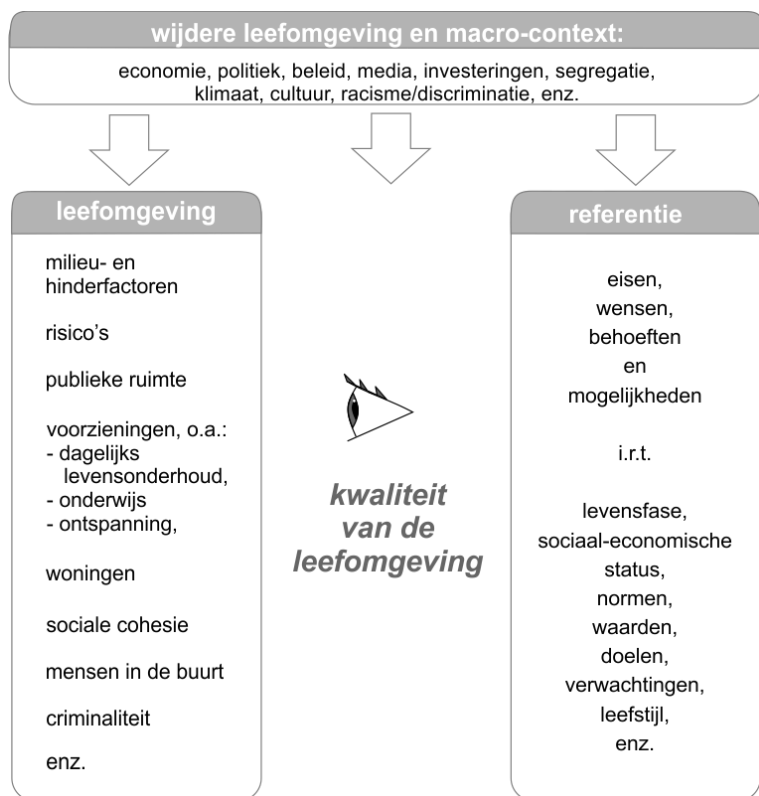 wijdere leefomgeving en macro-context:
economie, politiek, beleid, media, investeringen, segregatie,
klimaat, cultuur, racisme/discriminatie, enz.
leefomgeving
milieu- en
hinderfactoren
risico's
publieke ruimte
voorzieningen, o.a.:
- dagelijks
levensonderhoud,
- onderwijs
- ontspanning,
woningen
sociale cohesie
mensen in de buurt
criminaliteit
enz.
kwaliteit
van de
leefomgeving
referentie
eisen,
wensen,
behoeften
en
mogelijkheden
i.r.t.
levensfase,
sociaal-economische
status,
normen,
waarden,
doelen,
verwachtingen,
leefstijl,
enz.